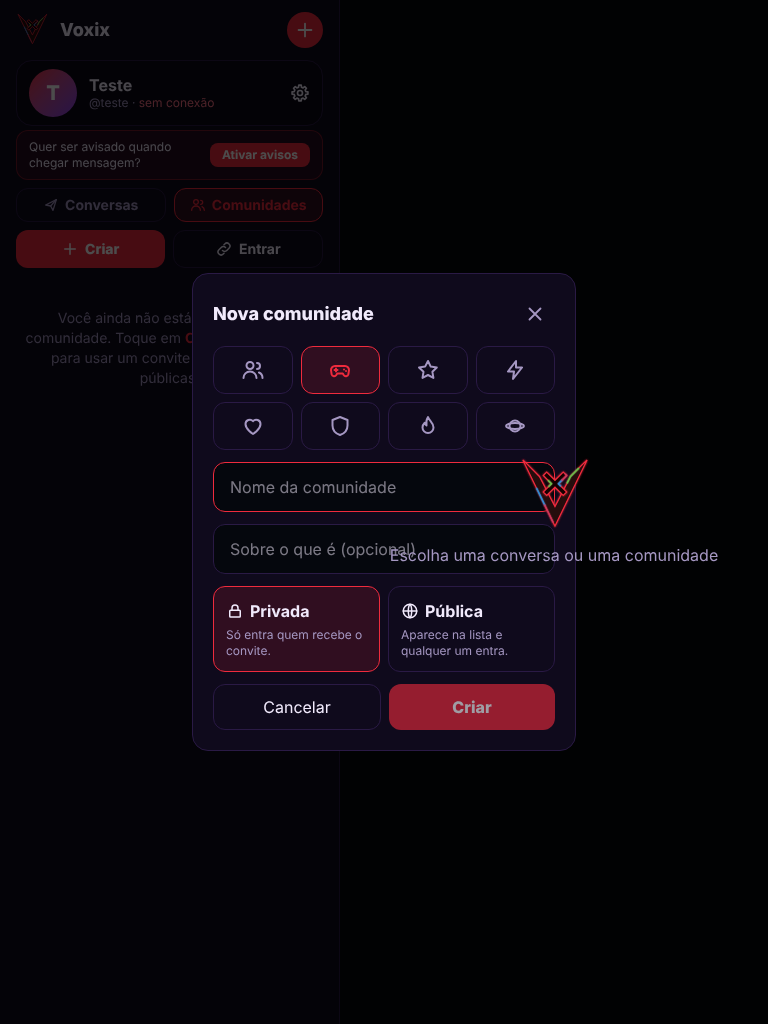 Voxix
T
Teste
@teste · sem conexão
Quer ser avisado quando
chegar mensagem?
Ativar avisos
Conversas
Comunidades
Criar
Entrar
Você ainda não está
comunidade. Toque em
para usar um convite
públicas
Nova comunidade
Nome da comunidade
Sobre o que é (opcional)
Escolha uma conversa ou uma comunidade
Privada
Só entra quem recebe o
convite.
Pública
Aparece na lista e
qualquer um entra.
Cancelar
Criar